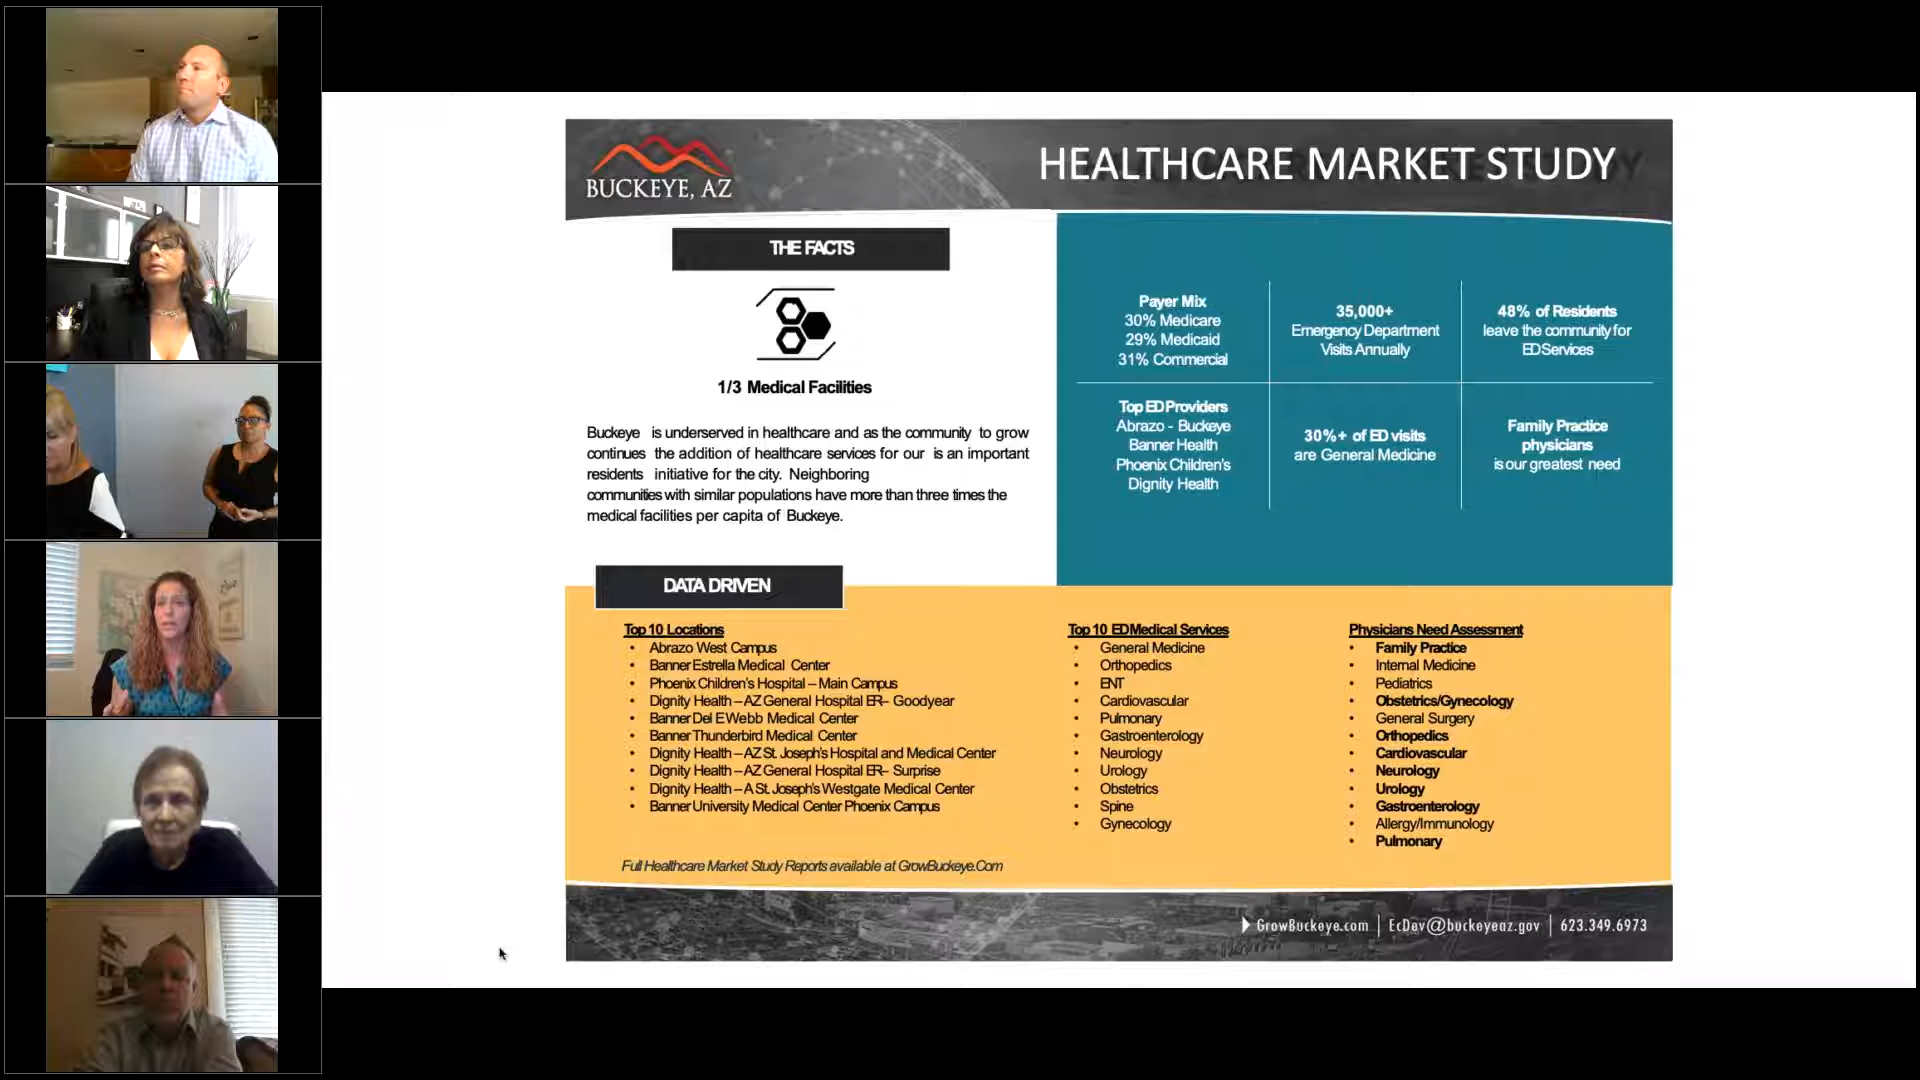 BUCKEYE, AZ
HEALTHCARE MARKET STUDY
THE FACTS
1/3 Medical Facilities
Buckeye is underserved in healthcare and as the community to grow
continues the addition of healthcare services for our is an important
residents initiative for the city. Neighboring
communities with similar populations have more than three times the
medical facilities per capita of Buckeye.
Payer Mix
30% Medicare
29% Medicaid
31% Commercial
35,000+
Emergency Department
Visits Annually
48% of Residents
leave the community for
ED Services
Top ED Providers
Abrazo - Buckeye
Banner Health
Phoenix Children's
Dignity Health
30%+ of ED visits
are General Medicine
Family Practice
physicians
is our greatest need
DATA DRIVEN
Top 10 Locations
• Abrazo West Campus
• Banner Estrella Medical Center
• Phoenix Children's Hospital – Main Campus
• Dignity Health – AZ General Hospital ER – Goodyear
• Banner Del E Webb Medical Center
• Banner Thunderbird Medical Center
• Dignity Health – AZ St. Joseph's Hospital and Medical Center
• Dignity Health – AZ General Hospital ER – Surprise
• Dignity Health – A St. Joseph's Westgate Medical Center
• Banner University Medical Center Phoenix Campus
Top 10 ED Medical Services
• General Medicine
• Orthopedics
• ENT
• Cardiovascular
• Pulmonary
• Gastroenterology
• Neurology
• Urology
• Obstetrics
• Spine
• Gynecology
Physicians Need Assessment
• Family Practice
• Internal Medicine
• Pediatrics
• Obstetrics/Gynecology
• General Surgery
• Orthopedics
• Cardiovascular
• Neurology
• Urology
• Gastroenterology
• Allergy/Immunology
• Pulmonary
Full Healthcare Market Study Reports available at GrowBuckeye.Com
GrowBuckeye.com | EcDev@buckeyeaz.gov | 623.349.6973